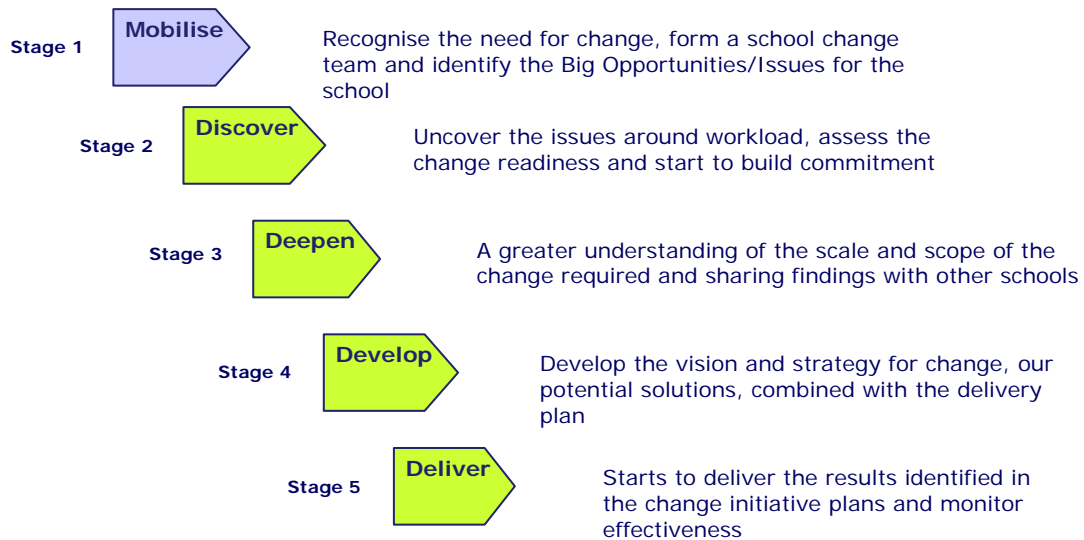 Stage 1
Mobilise
Recognise the need for change, form a school change
team and identify the Big Opportunities/Issues for the
school
Stage 2
Discover
Uncover the issues around workload, assess the
change readiness and start to build commitment
Stage 3
Deepen
A greater understanding of the scale and scope of the
change required and sharing findings with other schools
Stage 4
Develop
Develop the vision and strategy for change, our
potential solutions, combined with the delivery
plan
Stage 5
Deliver
Starts to deliver the results identified in
the change initiative plans and monitor
effectiveness